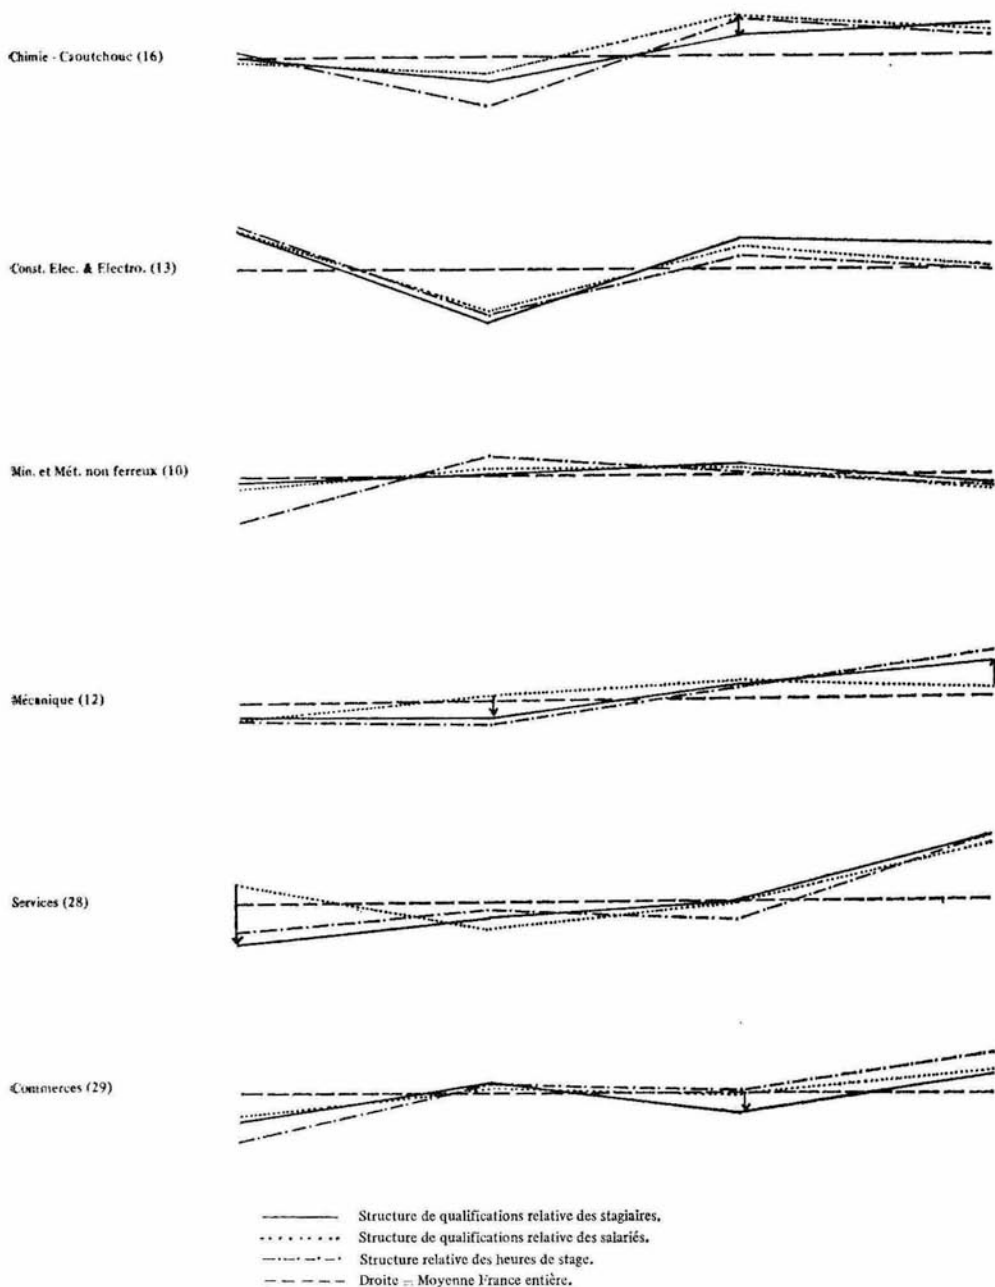 Chimie - Caoutchouc (16)
Const. Elec. & Electro. (13)
Min. et Mét. non ferreux (10)
Mécanique (12)
Services (28)
Commerces (29)
Structure de qualifications relative des stagiaires.
Structure de qualifications relative des salariés.
Structure relative des heures de stage.
Droite = Moyenne France entière.